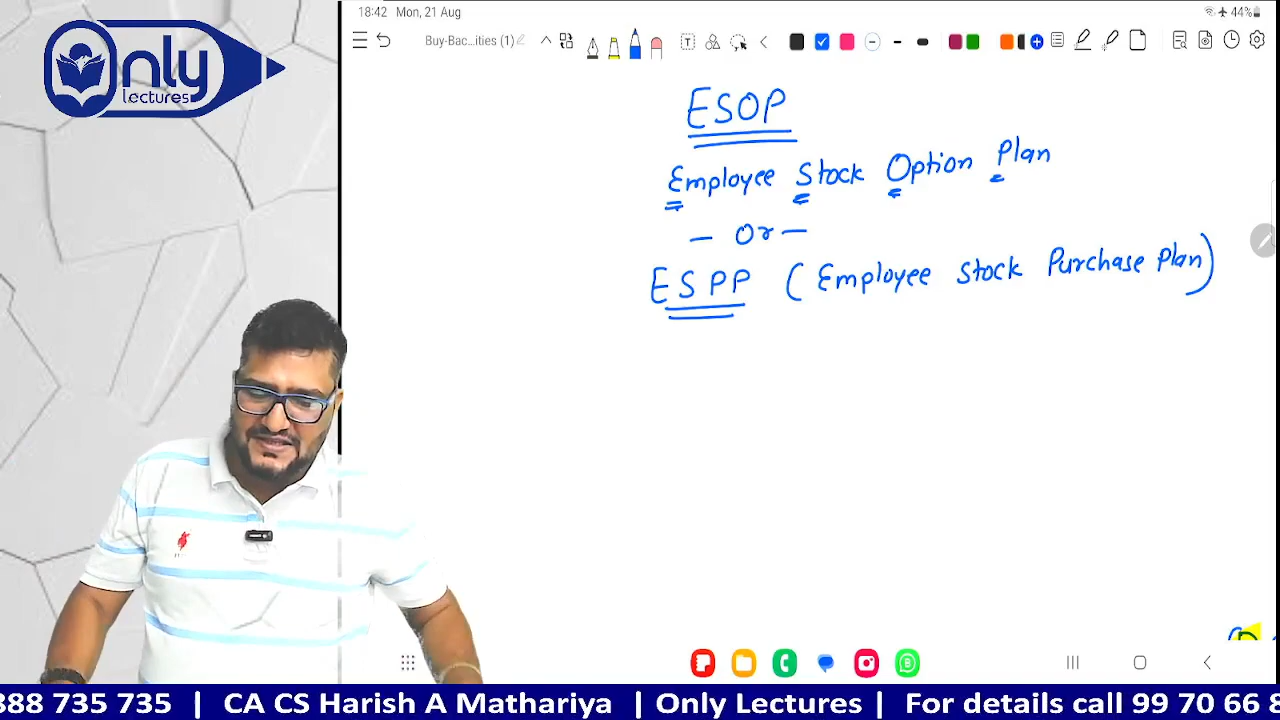 18:42 Mon, 21 Aug
44%
Only
lectures
Buy-Bac...ities (1)
ESOP
Employee Stock Option Plan
- Or -
ESPP (Employee Stock Purchase Plan)
888 735 735 | CA CS Harish A Mathariya | Only Lectures | For details call 99 70 66 8